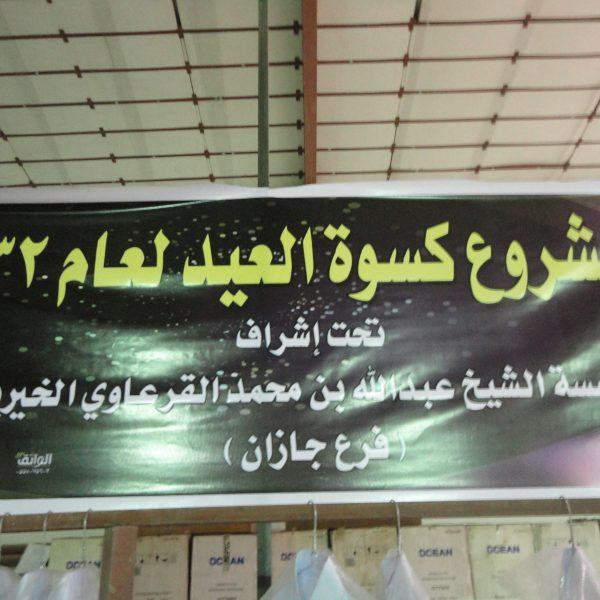 شروع كسوة العيد لعام ٣٢
تحت إشراف
سسة الشيخ عبدالله بن محمد القرعاوي الخير
( فرع جازان )
الواثق
OCEAN
OCEAN
OCEAN
OCEAN